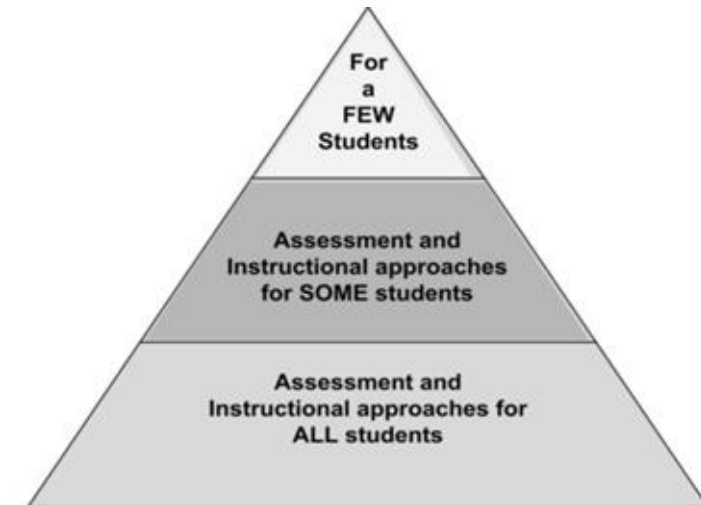 For
a
FEW
Students
Assessment and
Instructional approaches
for SOME students
Assessment and
Instructional approaches for
ALL students